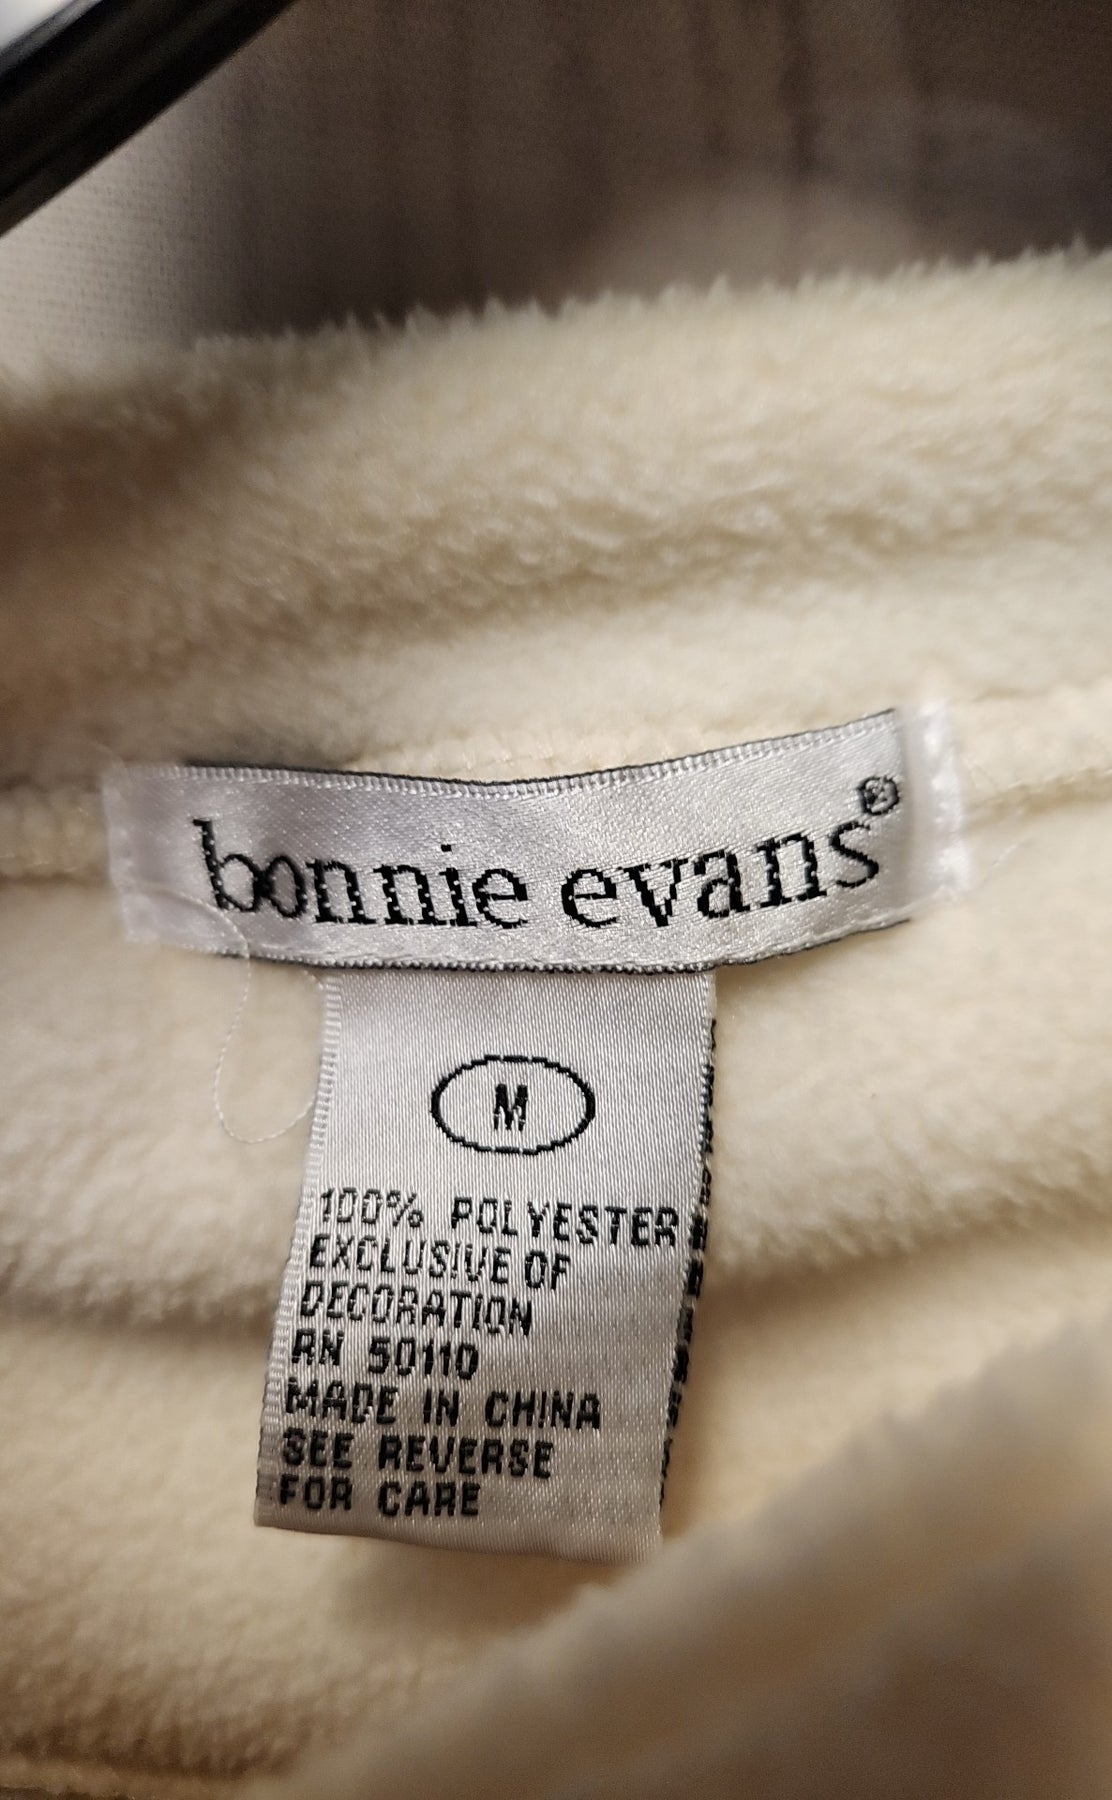 bonnie evans®
M
100% POLYESTER
EXCLUSIVE OF
DECORATION
RN 50110
MADE IN CHINA
SEE REVERSE
FOR CARE